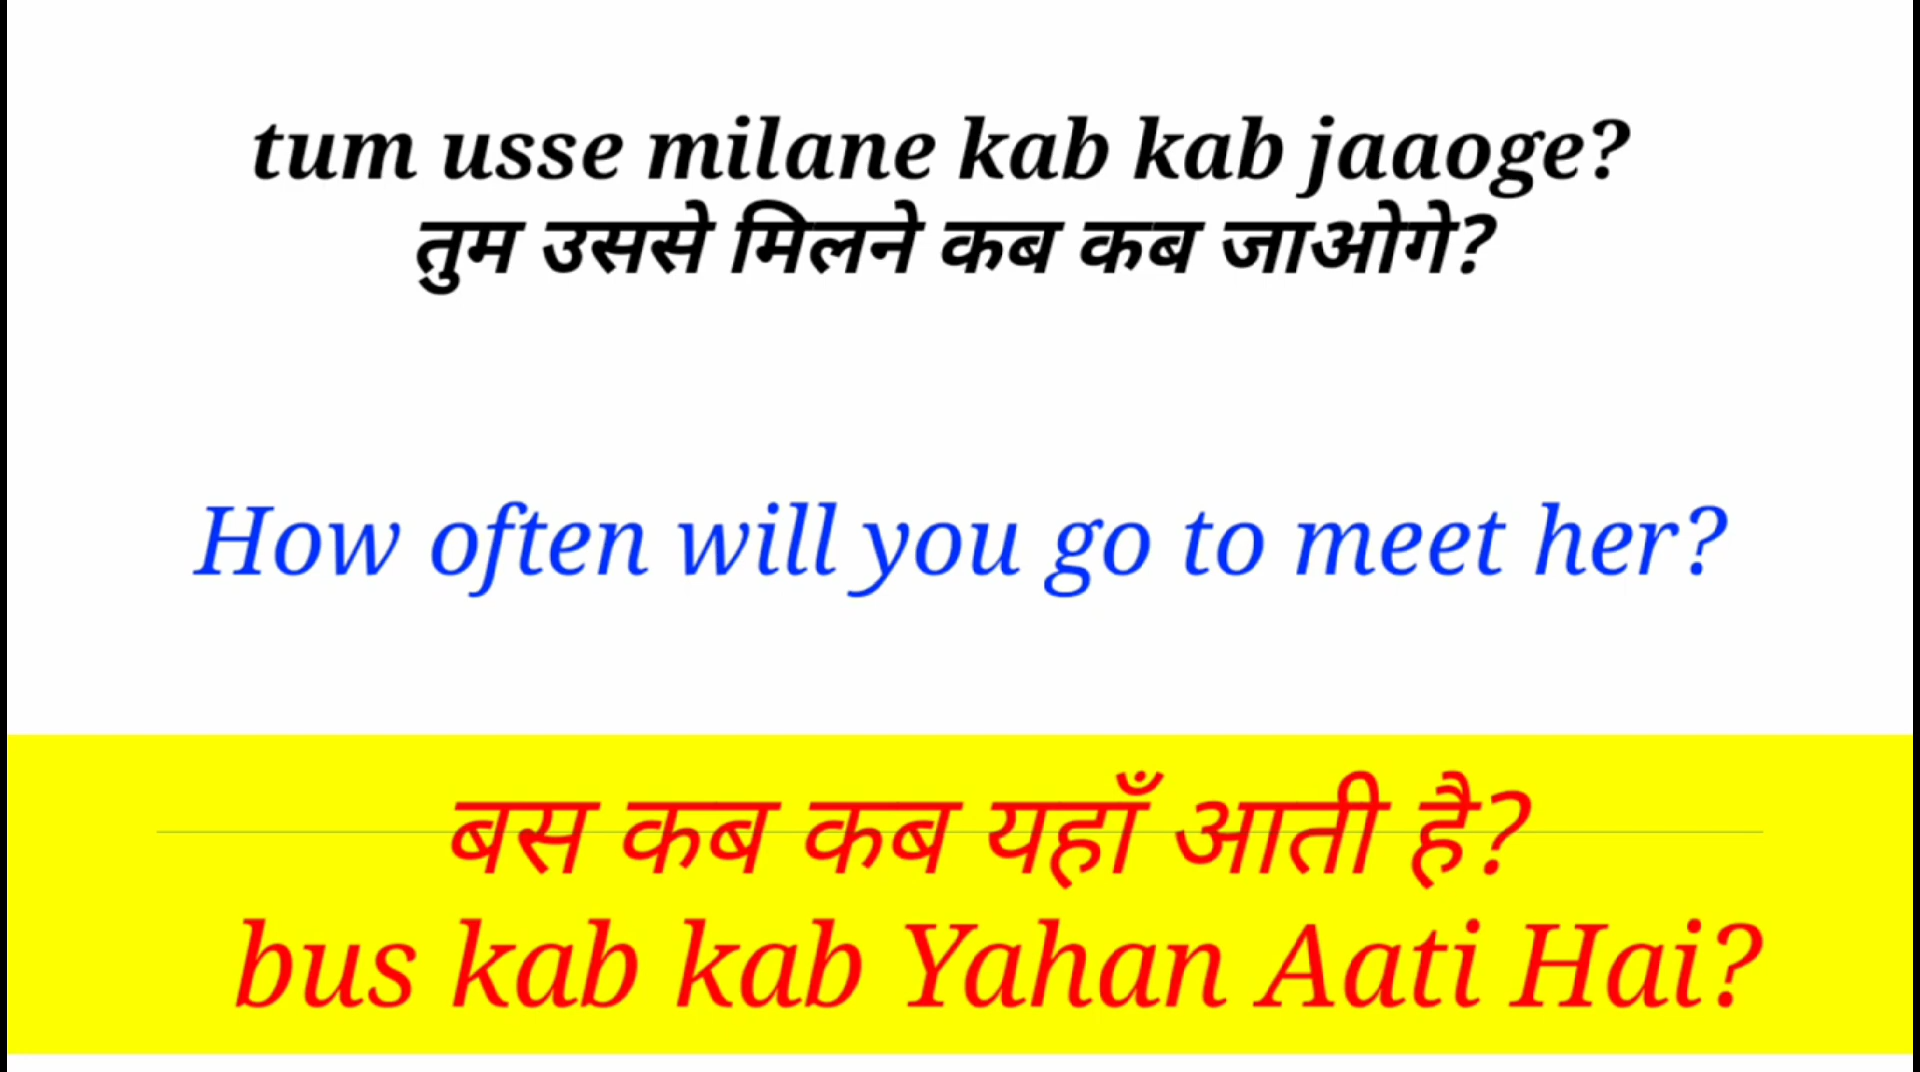 tum usse milane kab kab jaaoge?
तुम उससे मिलने कब कब जाओगे?
How often will you go to meet her?
बस कब कब यहाँ आती है?
bus kab kab Yahan Aati Hai?